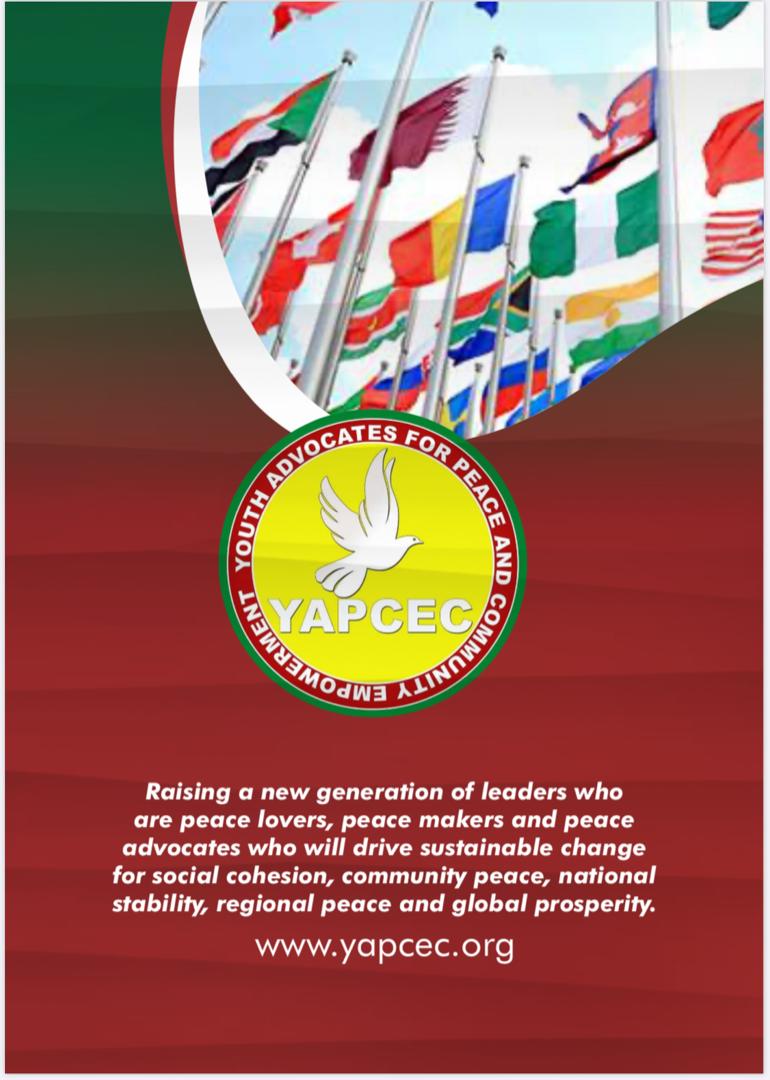 YOUTH ADVOCATES FOR PEACE AND COMMUNITY EMPOWERMENT
YAPCEC
Raising a new generation of leaders who
are peace lovers, peace makers and peace
advocates who will drive sustainable change
for social cohesion, community peace, national
stability, regional peace and global prosperity.
www.yapcec.org